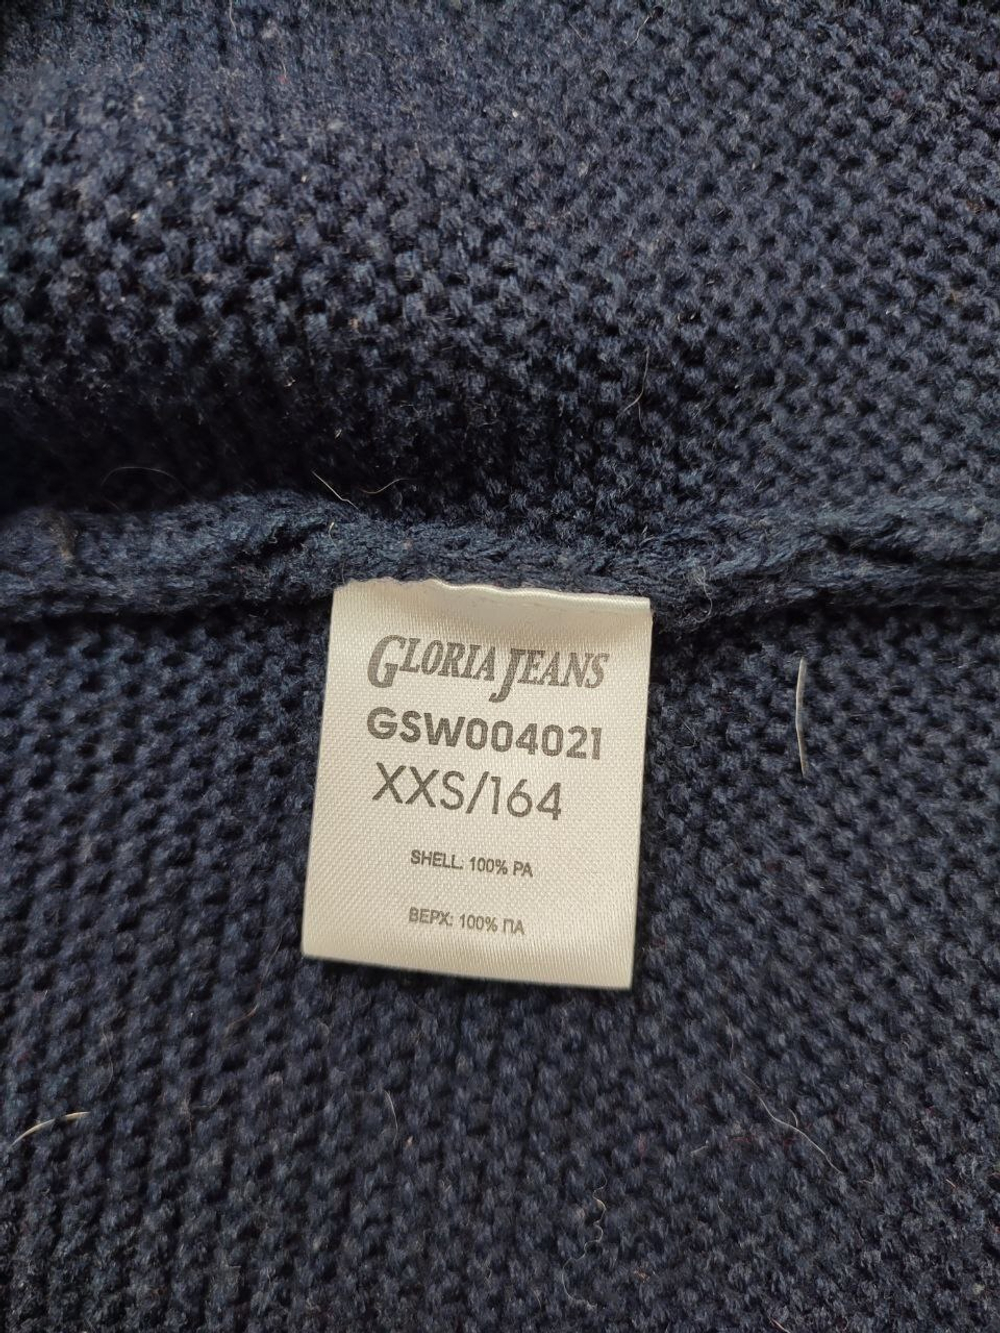 GLORIA JEANS
GSW004021
XXS/164
SHELL: 100% PA
ВЕРХ: 100% ПА